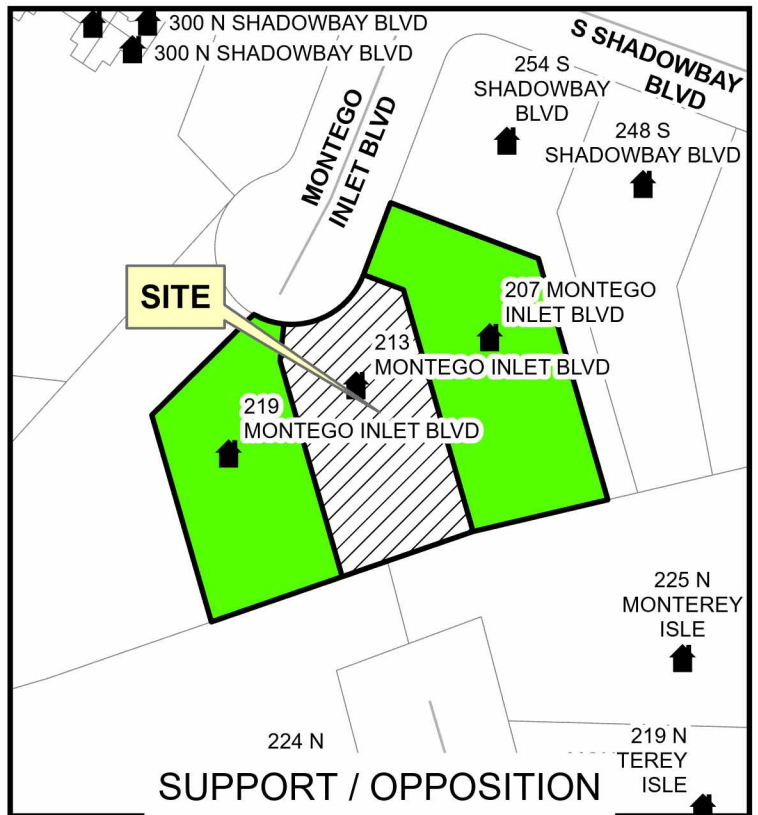 300 N SHADOWBAY BLVD
300 N SHADOWBAY BLVD
S SHADOWBAY
BLVD
MONTEGO
INLET BLVD
254 S
SHADOWBAY
BLVD
248 S
SHADOWBAY BLVD
SITE
207 MONTEGO
INLET BLVD
213
MONTEGO INLET BLVD
219
MONTEGO INLET BLVD
225 N
MONTEREY
ISLE
224 N
219 N
TEREY
ISLE
SUPPORT / OPPOSITION